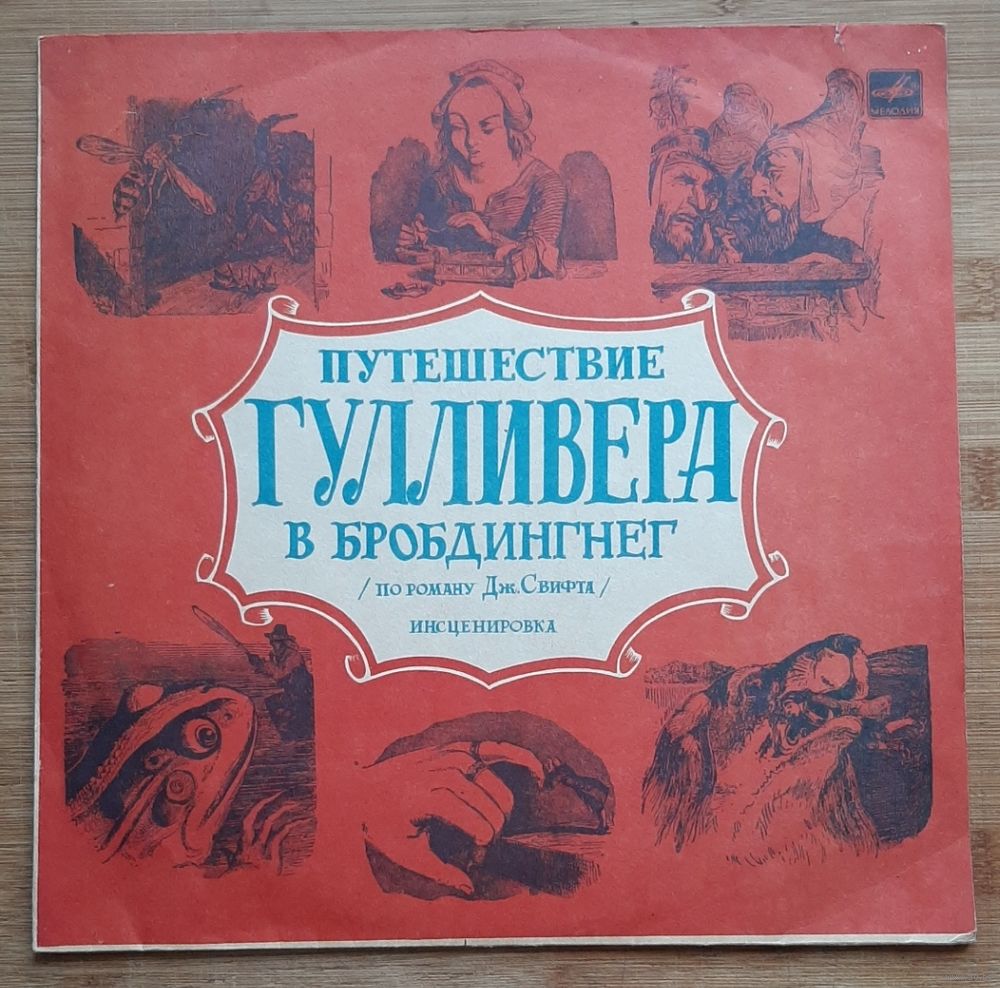 МЕЛОДИЯ
ПУТЕШЕСТВИЕ
ГУЛЛИВЕРА
В БРОБДИНГНЕГ
/ПО РОМАНУ ДЖ.СВИФТА/
ИНСЦЕНИРОВКА